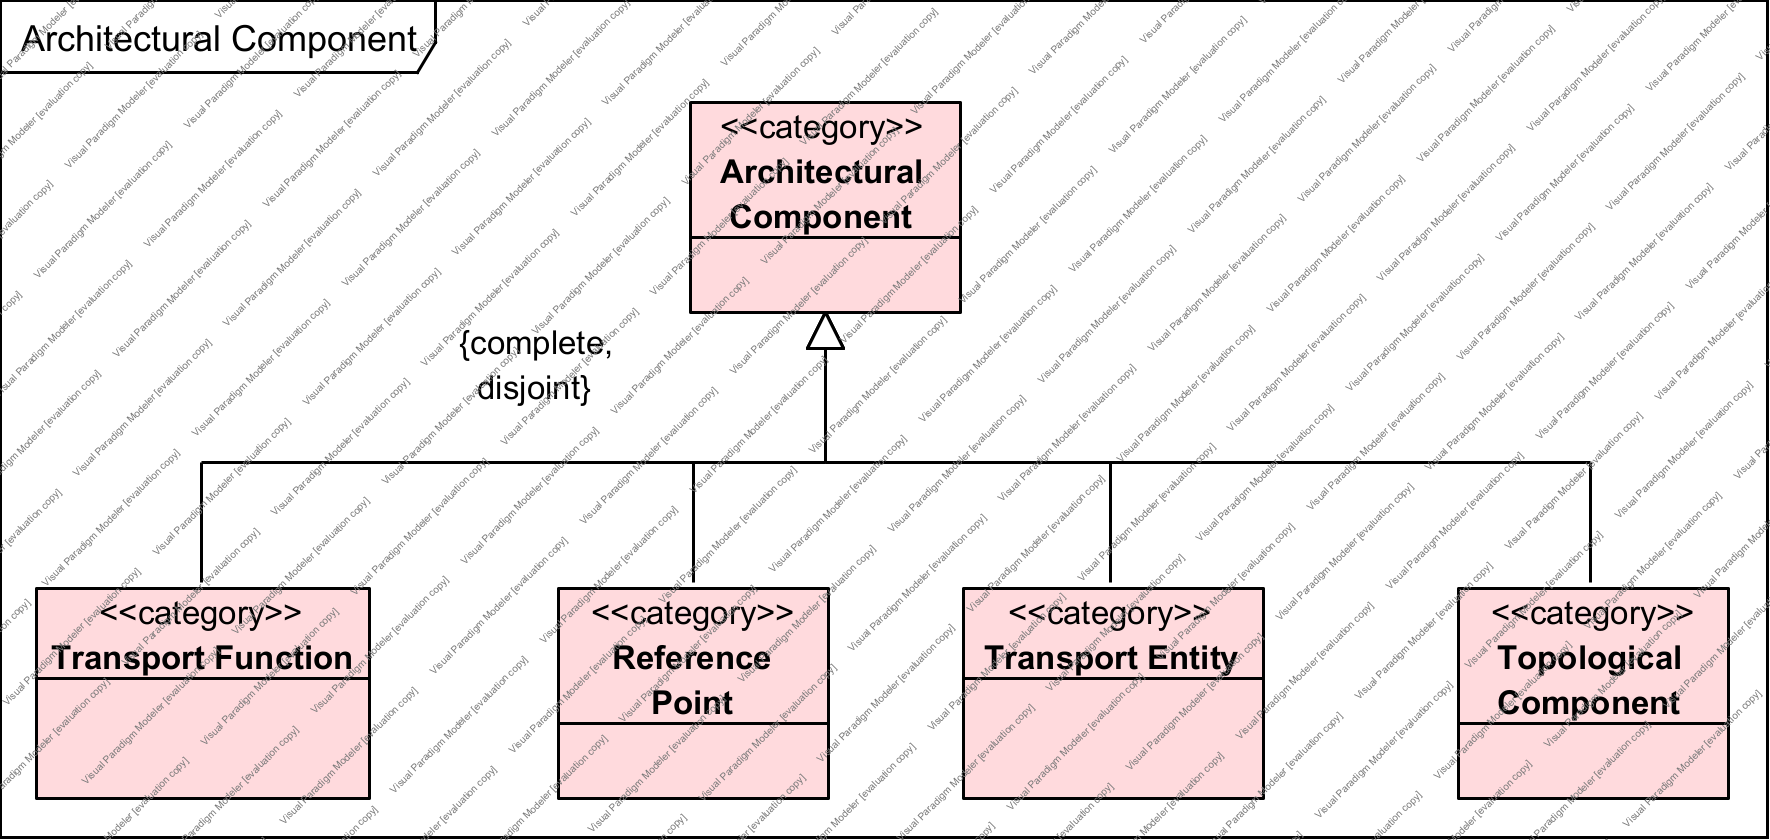 Architectural Component
<<category>>
Architectural
Component
{complete,
disjoint}
<<category>>
Transport Function
<<category>>
Reference
Point
<<category>>
Transport Entity
<<category>>
Topological
Component
Visual Paradigm Modeler [evaluation copy]